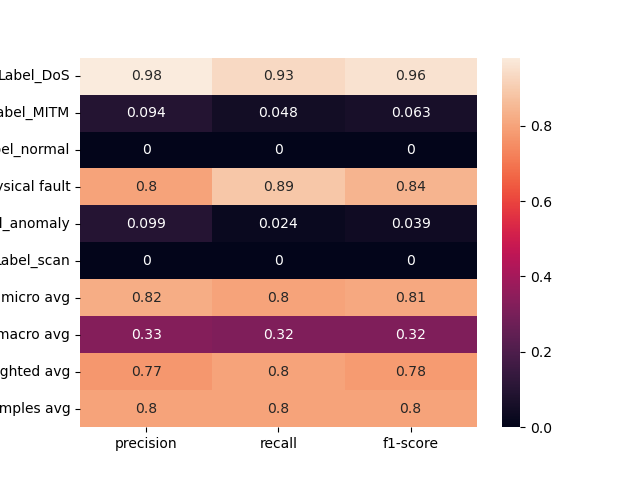 Label_DoS 0.98 0.93 0.96
abel_MITM 0.094 0.048 0.063
el_normal 0 0 0
ysical fault 0.8 0.89 0.84
l_anomaly 0.099 0.024 0.039
Label_scan 0 0 0
micro avg 0.82 0.8 0.81
macro avg 0.33 0.32 0.32
ghted avg 0.77 0.8 0.78
mples avg 0.8 0.8 0.8
precision recall f1-score
0.8
0.6
0.4
0.2
0.0